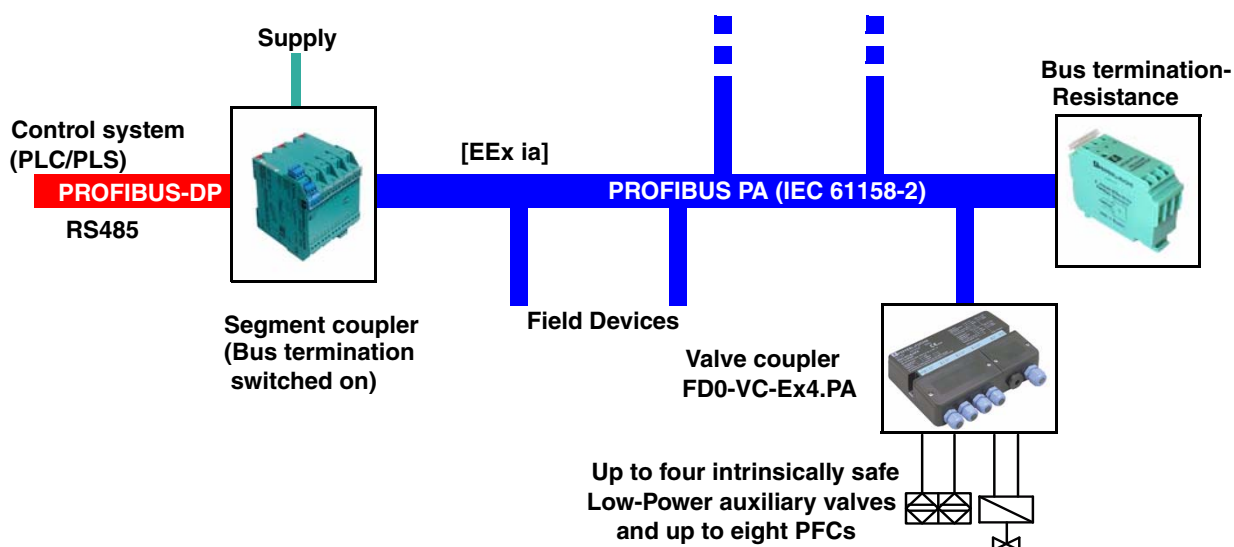 Supply
Bus termination-
Resistance
Control system
(PLC/PLS)
[EEx ia]
PROFIBUS-DP
PROFIBUS PA (IEC 61158-2)
RS485
Segment coupler
(Bus termination
switched on)
Field Devices
Valve coupler
FD0-VC-Ex4.PA
Up to four intrinsically safe
Low-Power auxiliary valves
and up to eight PFCs